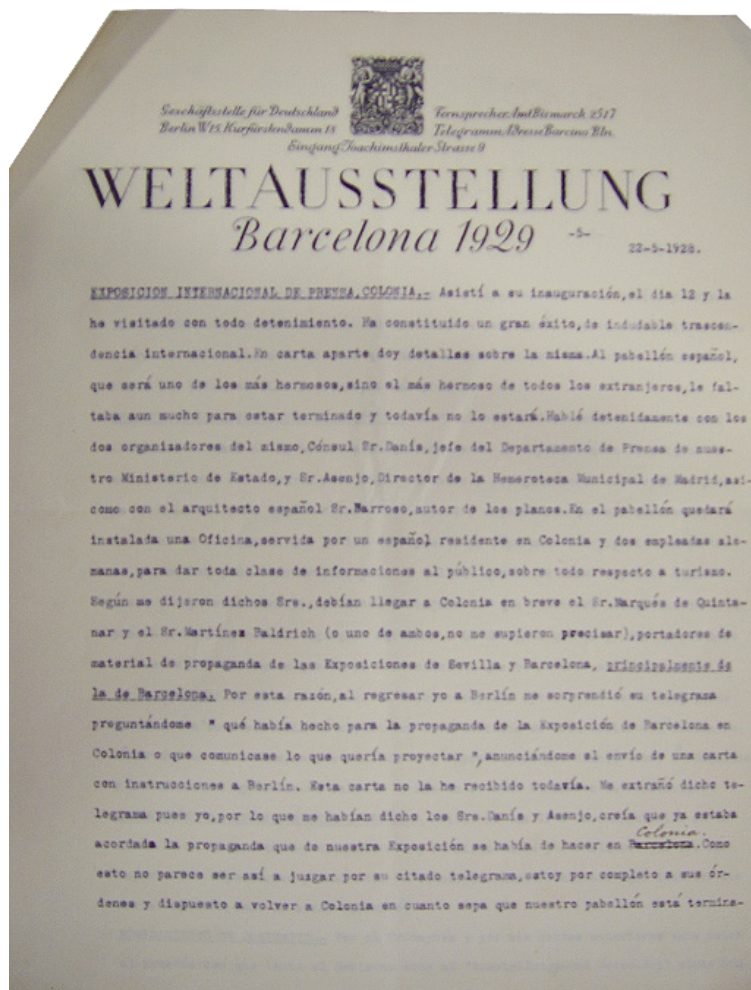 Geschäftsstelle für Deutschland
Berlin W15. Kurfürstendamm 18
Fernsprecher: Amt Bismarck 2517
Telegramm Adresse Barcino Bln.
Eingang Joachimsthaler Strasse 9
WELTAUSSTELLUNG
Barcelona 1929
-5-
22-5-1928.
EXPOSICION INTERNACIONAL DE PRENSA,COLONIA.- Asistí a su inauguración,el dia 12 y la
he visitado con todo detenimiento. Ha constituido un gran éxito,de indudable trascen-
dencia internacional.En carta aparte doy detalles sobre la misma.Al pabellón español,
que será uno de los más hermosos,sino el más hermoso de todos los extranjeros,le fal-
taba aun mucho para estar terminado y todavía no lo estará.Hablé detenidamente con los
dos organizadores del mismo,Cónsul Sr.Danís,jefe del Departamento de Prensa de nues-
tro Ministerio de Estado,y Sr.Asenjo,Director de la Hemeroteca Municipal de Madrid,asi-
como con el arquitecto español Sr.Marroso,autor de los planos.En el pabellón quedará
instalada una Oficina,servida por un español residente en Colonia y dos empleadas ale-
manas,para dar toda clase de informaciones al público,sobre todo respecto a turismo.
Según me dijeron dichos Srs.,debían llegar a Colonia en breve el Sr.Marqués de Quinta-
nar y el Sr.Martínez Baldrich (o uno de ambos,no me supieron precisar),portadores de
material de propaganda de las Exposiciones de Sevilla y Barcelona, principalmente de
la de Barcelona. Por esta razón,al regresar yo a Berlín me sorprendió su telegrama
preguntándome " qué había hecho para la propaganda de la Exposición de Barcelona en
Colonia o que comunicase lo que quería proyectar ",anunciándome el envío de una carta
con instrucciones a Berlín. Esta carta no la he recibido todavía. Me extrañó dicho te-
legrama pues yo,por lo que me habían dicho los Srs.Danís y Asenjo,creía que ya estaba
Colonia.
acordada la propaganda que de nuestra Exposición se había de hacer en Barcelona.Como
esto no parece ser así a juzgar por su citado telegrama,estoy por completo a sus ór-
denes y dispuesto a volver a Colonia en cuanto sepa que nuestro pabellón está termina-